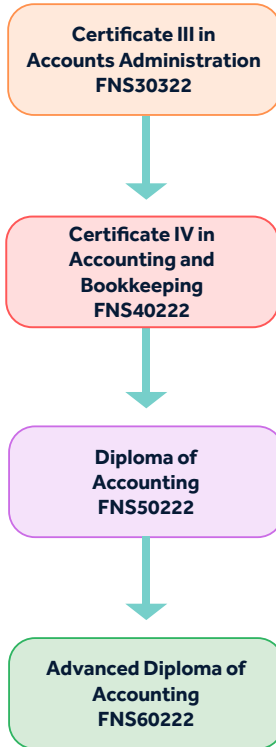 Certificate III in
Accounts Administration
FNS30322
Certificate IV in
Accounting and
Bookkeeping
FNS40222
Diploma of
Accounting
FNS50222
Advanced Diploma of
Accounting
FNS60222